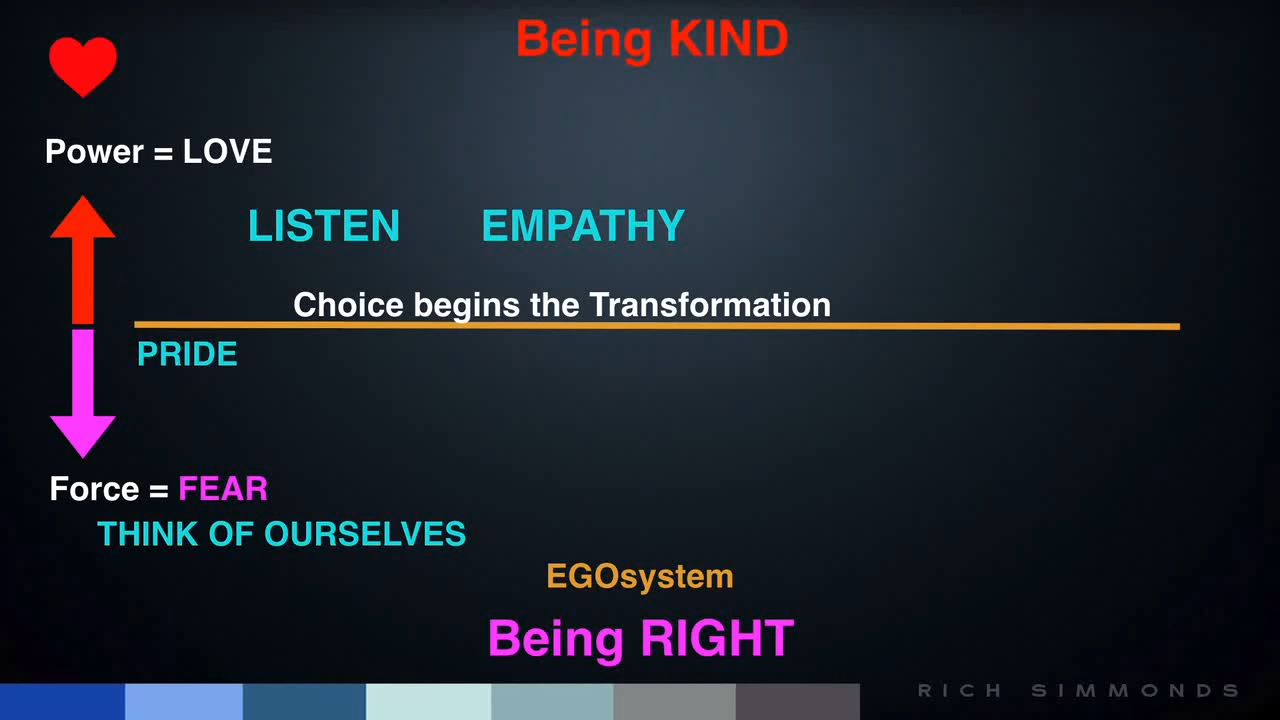 Being KIND
Power = LOVE
LISTEN EMPATHY
Choice begins the Transformation
PRIDE
Force = FEAR
THINK OF OURSELVES
EGOsystem
Being RIGHT
RICH SIMMONDS